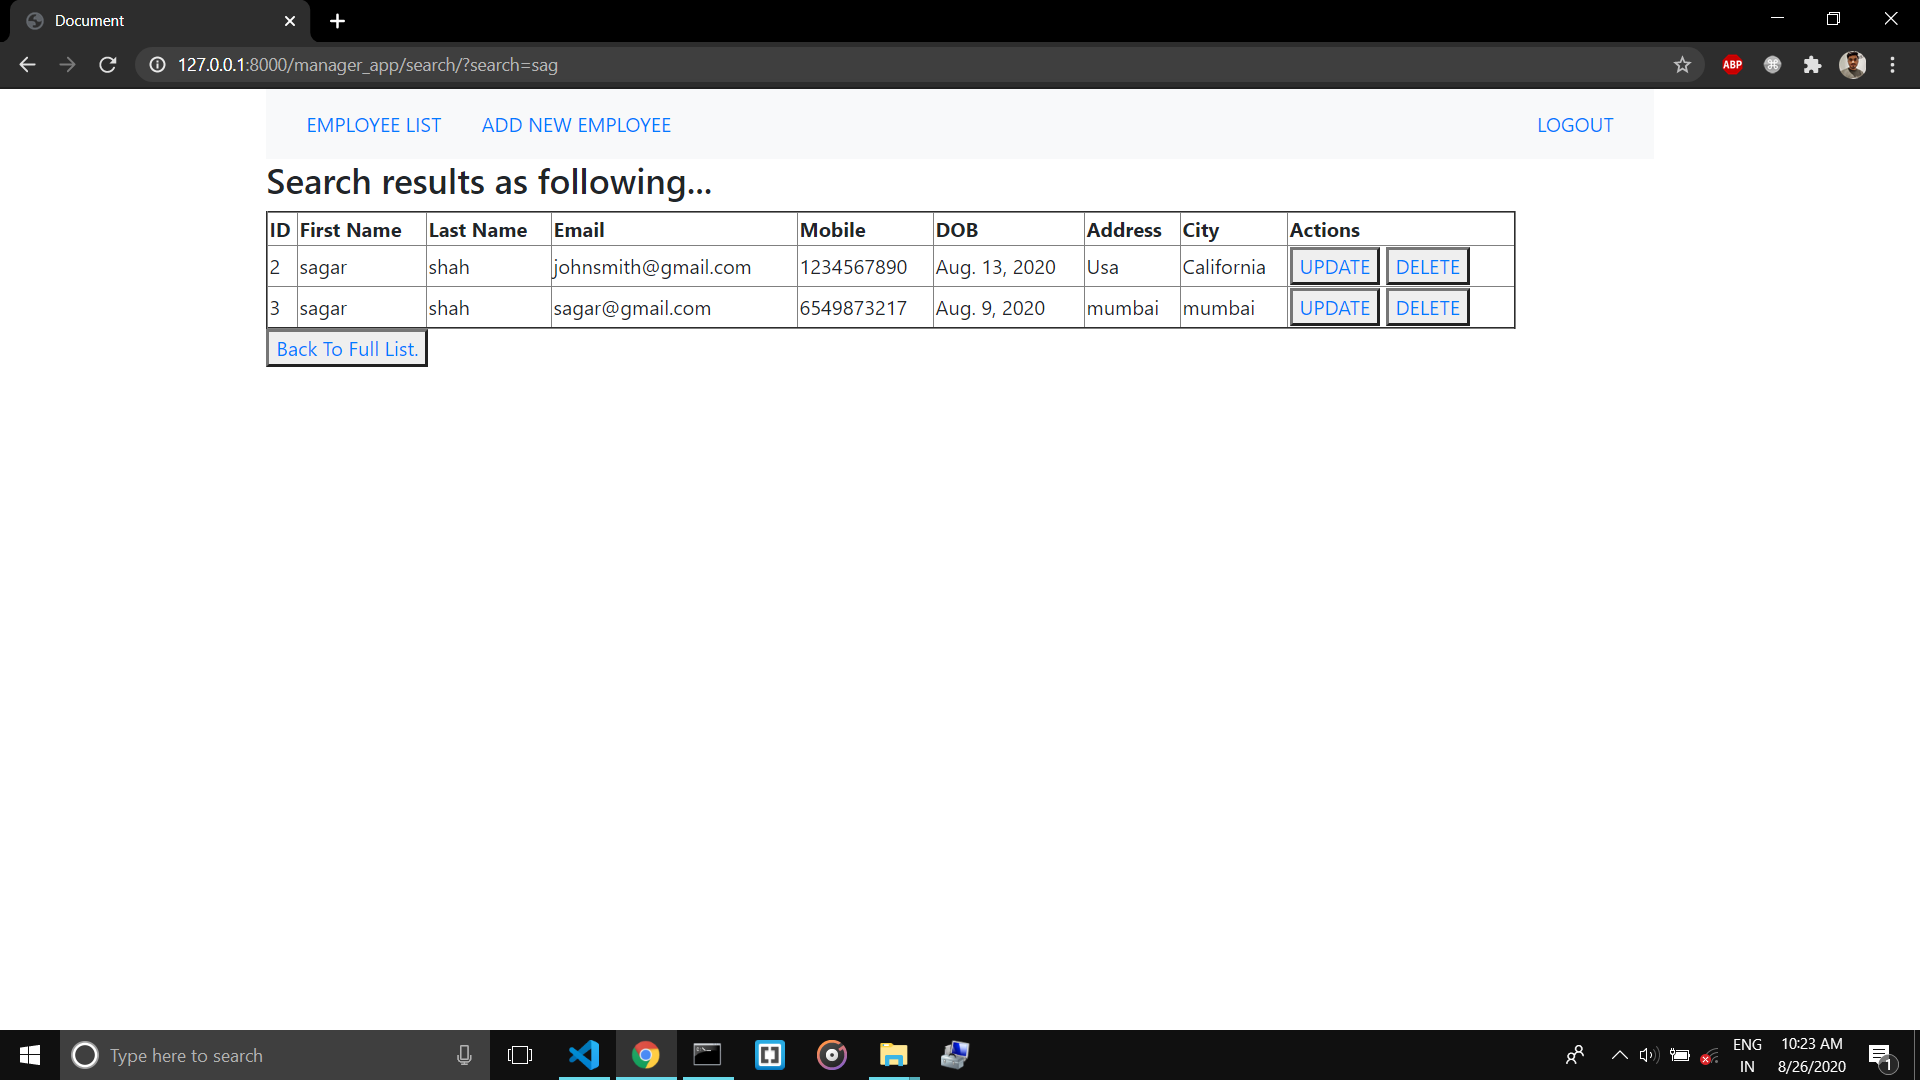 Document
127.0.0.1:8000/manager_app/search/?search=sag
ABP
EMPLOYEE LIST ADD NEW EMPLOYEE LOGOUT
Search results as following...
ID First Name Last Name Email Mobile DOB Address City Actions
2 sagar shah johnsmith@gmail.com 1234567890 Aug. 13, 2020 Usa California UPDATE DELETE
3 sagar shah sagar@gmail.com 6549873217 Aug. 9, 2020 mumbai mumbai UPDATE DELETE
Back To Full List.
Type here to search
ENG
IN
10:23 AM
8/26/2020
1